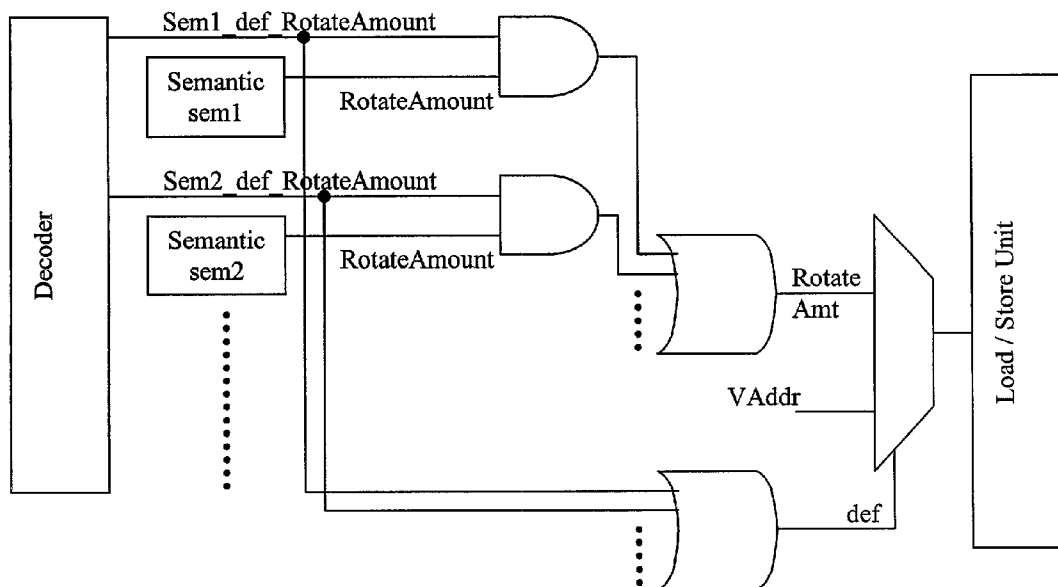 Decoder
Sem1_def_RotateAmount
Semantic
sem1
RotateAmount
Sem2_def_RotateAmount
Semantic
sem2
RotateAmount
Rotate
Amt
VAddr
def
Load / Store Unit